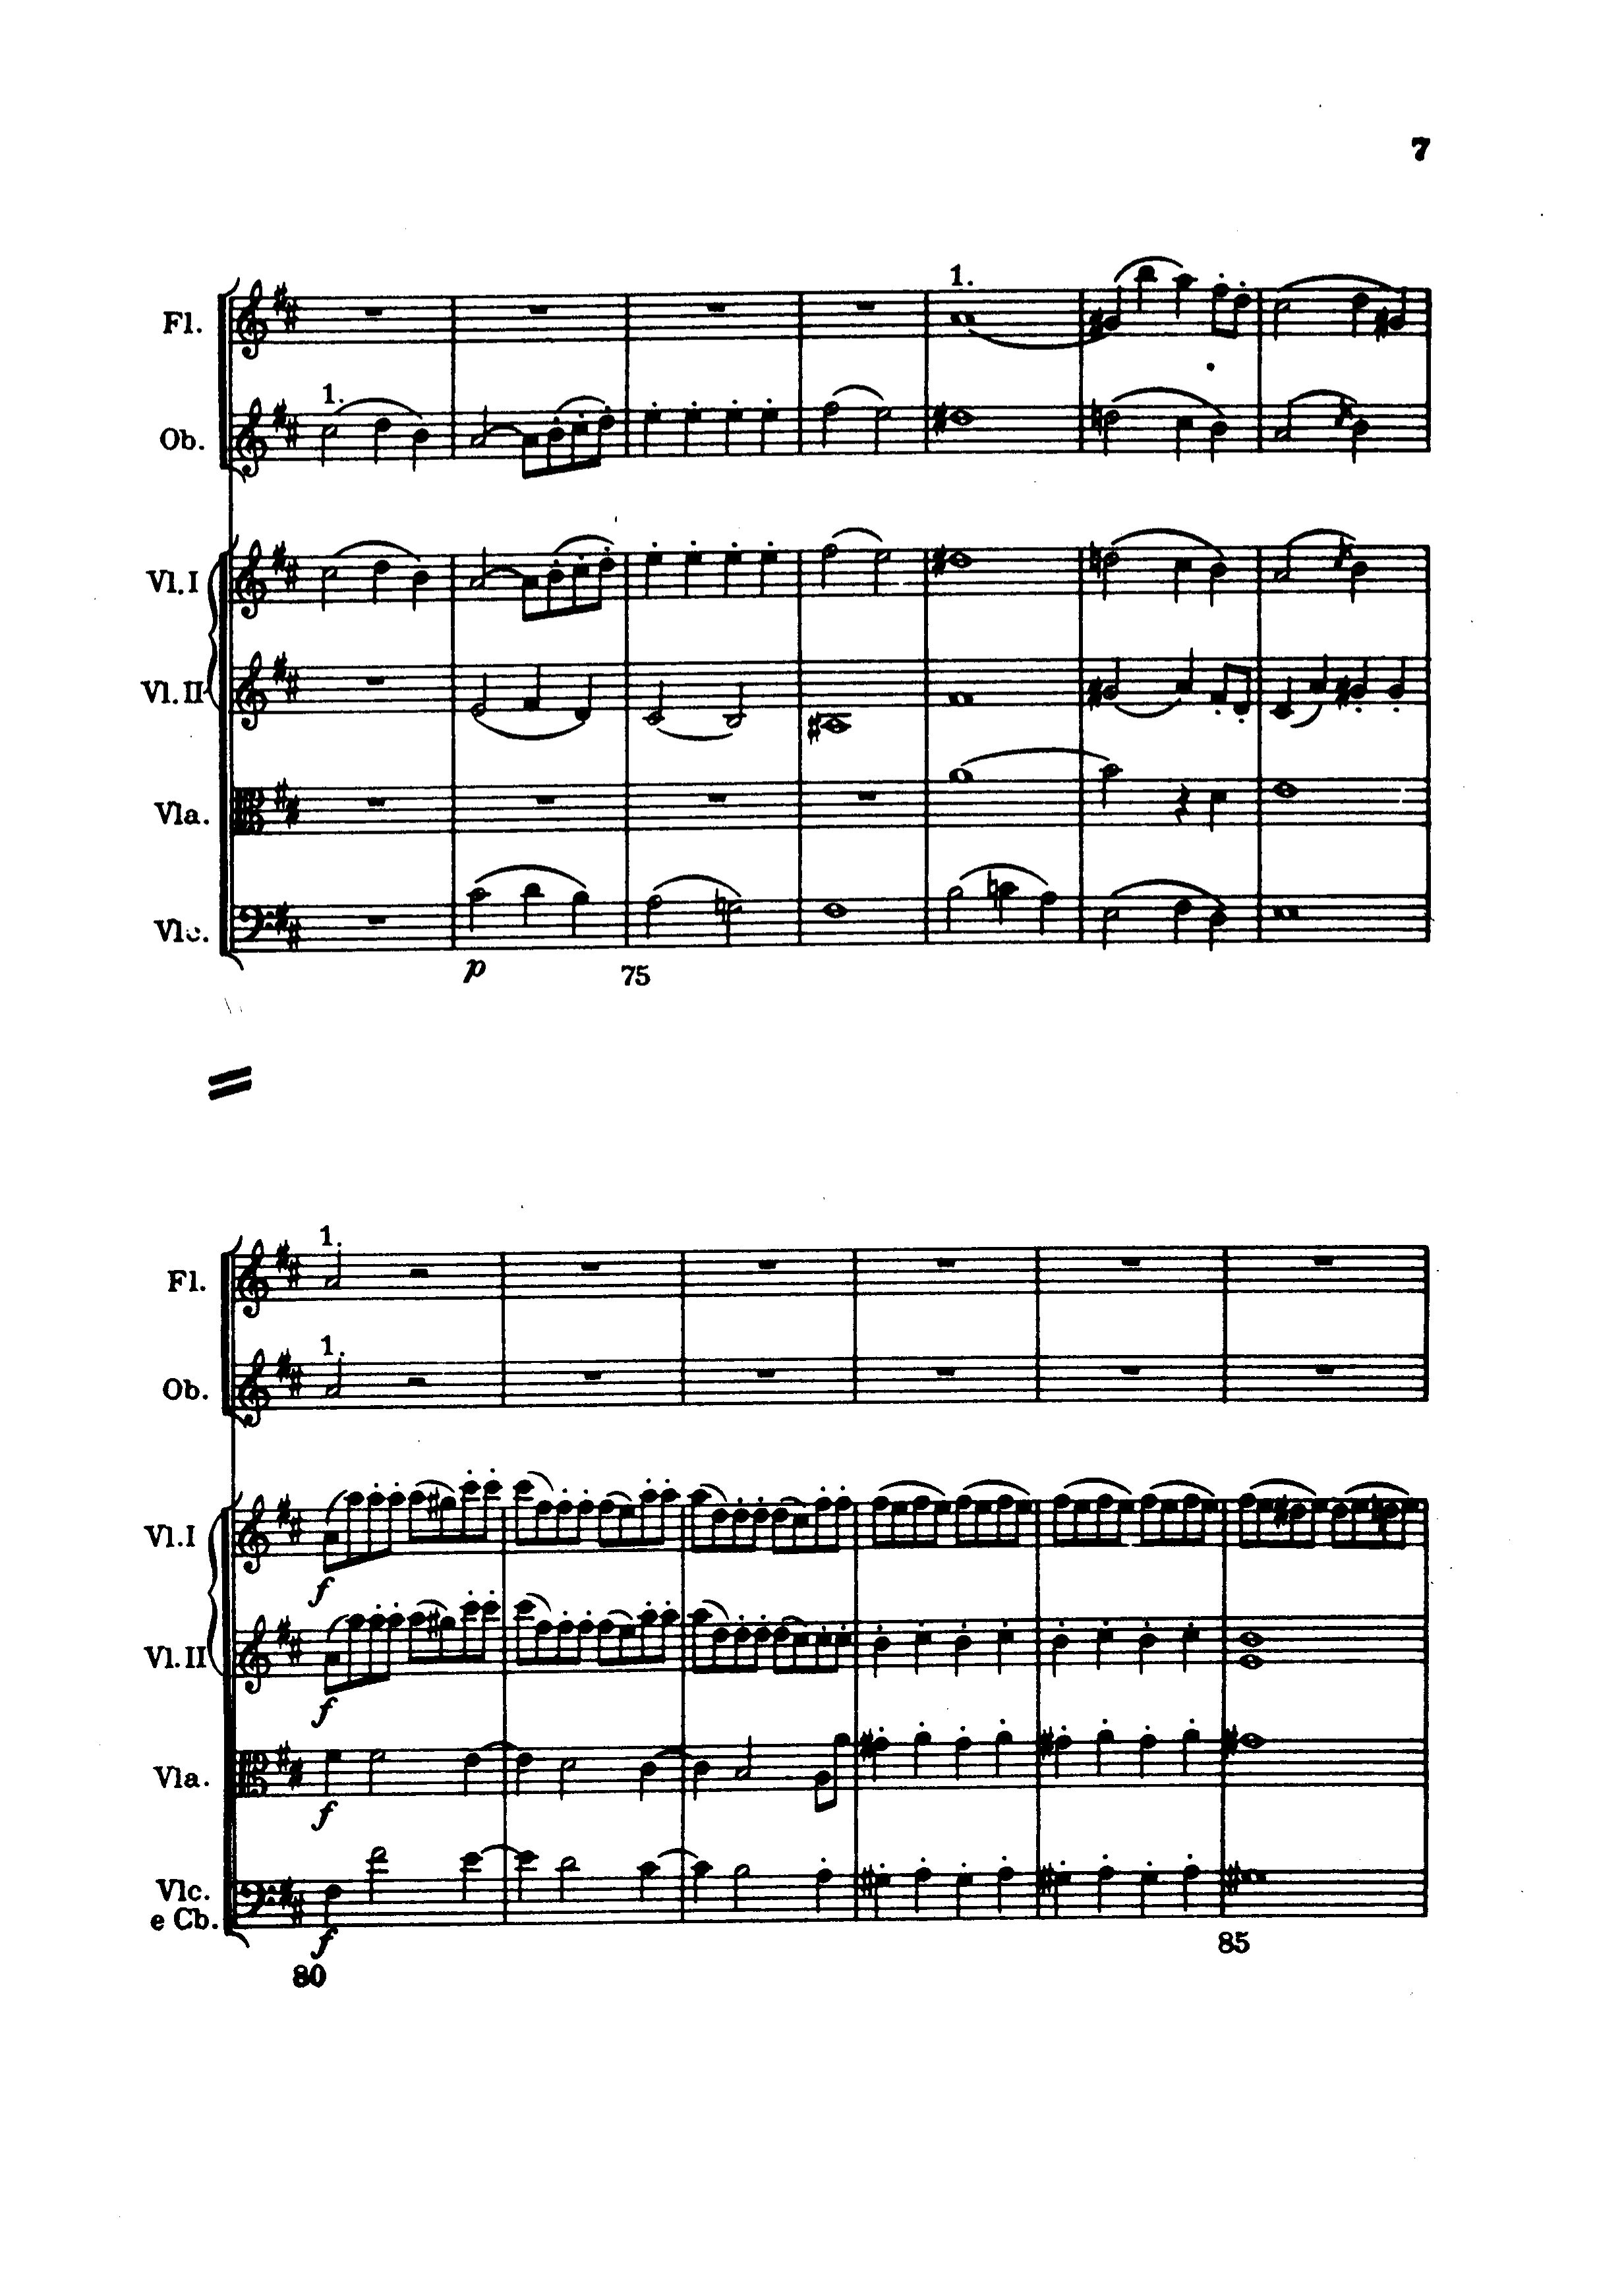 7
1.
Fl.
1.
Ob.
Vl. I
Vl. II
Vla.
Vlc.
p
75
1.
Fl.
1.
Ob.
Vl. I
f
Vl. II
f
Vla.
f
Vlc.
e Cb.
f
80
85